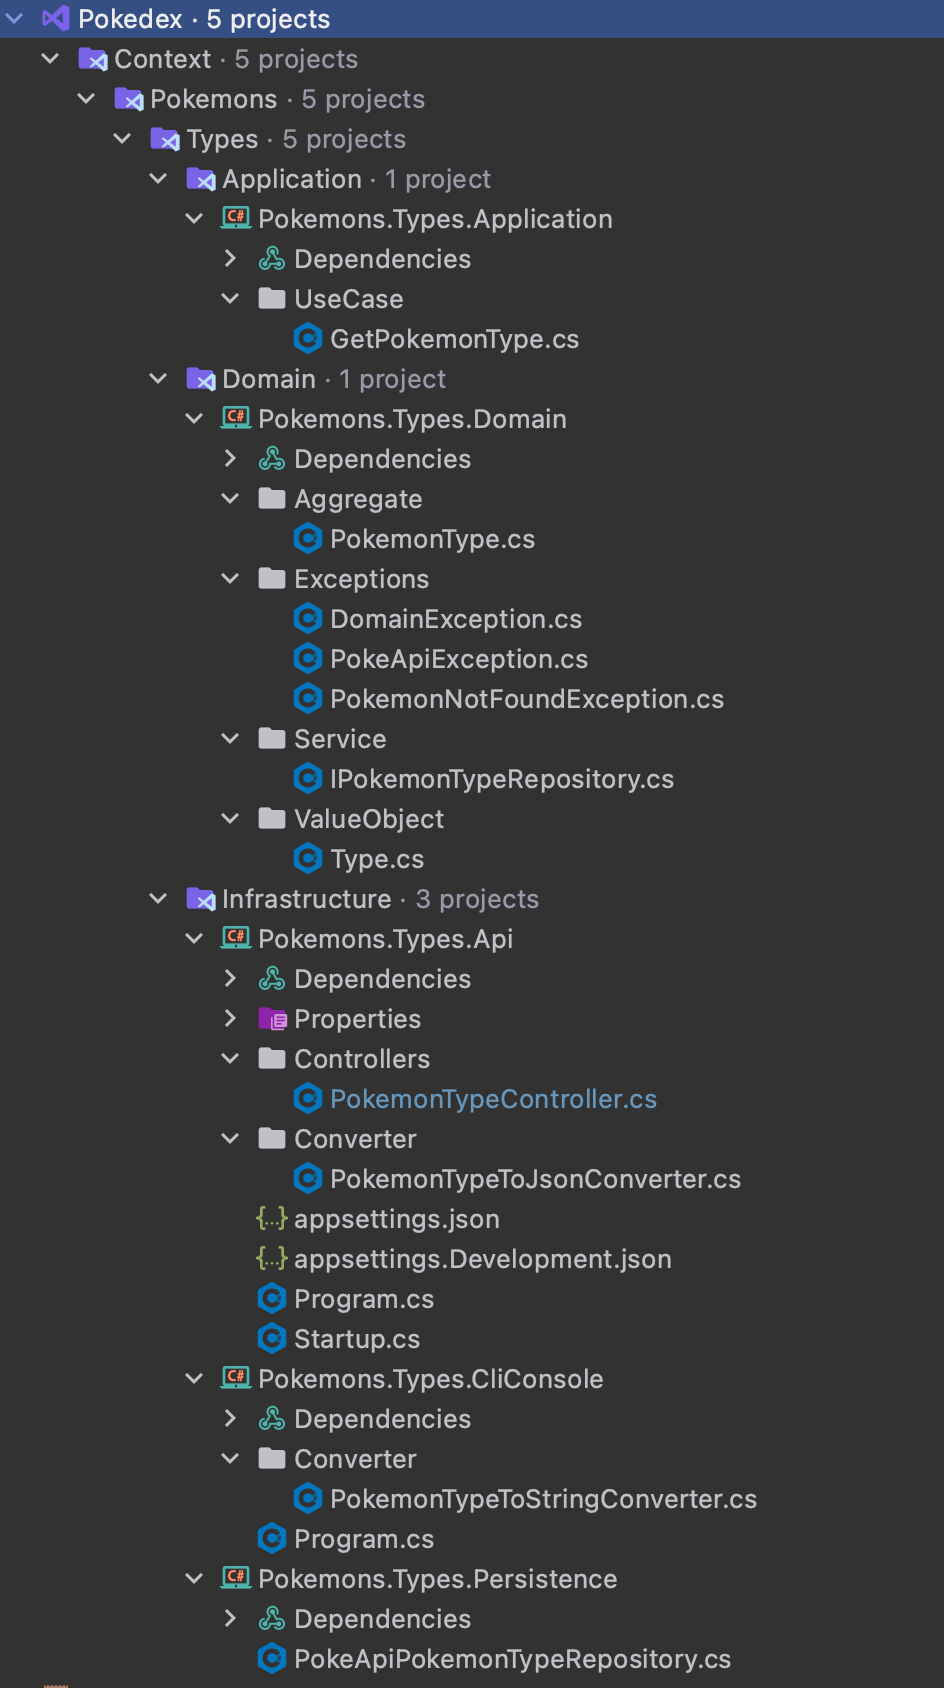 Pokedex · 5 projects
Context · 5 projects
Pokemons · 5 projects
Types · 5 projects
Application · 1 project
C# Pokemons.Types.Application
Dependencies
UseCase
C# GetPokemonType.cs
Domain · 1 project
C# Pokemons.Types.Domain
Dependencies
Aggregate
C# PokemonType.cs
Exceptions
C# DomainException.cs
C# PokeApiException.cs
C# PokemonNotFoundException.cs
Service
C# IPokemonTypeRepository.cs
ValueObject
C# Type.cs
Infrastructure · 3 projects
C# Pokemons.Types.Api
Dependencies
Properties
Controllers
C# PokemonTypeController.cs
Converter
C# PokemonTypeToJsonConverter.cs
{...} appsettings.json
{...} appsettings.Development.json
C# Program.cs
C# Startup.cs
C# Pokemons.Types.CliConsole
Dependencies
Converter
C# PokemonTypeToStringConverter.cs
C# Program.cs
C# Pokemons.Types.Persistence
Dependencies
C# PokeApiPokemonTypeRepository.cs